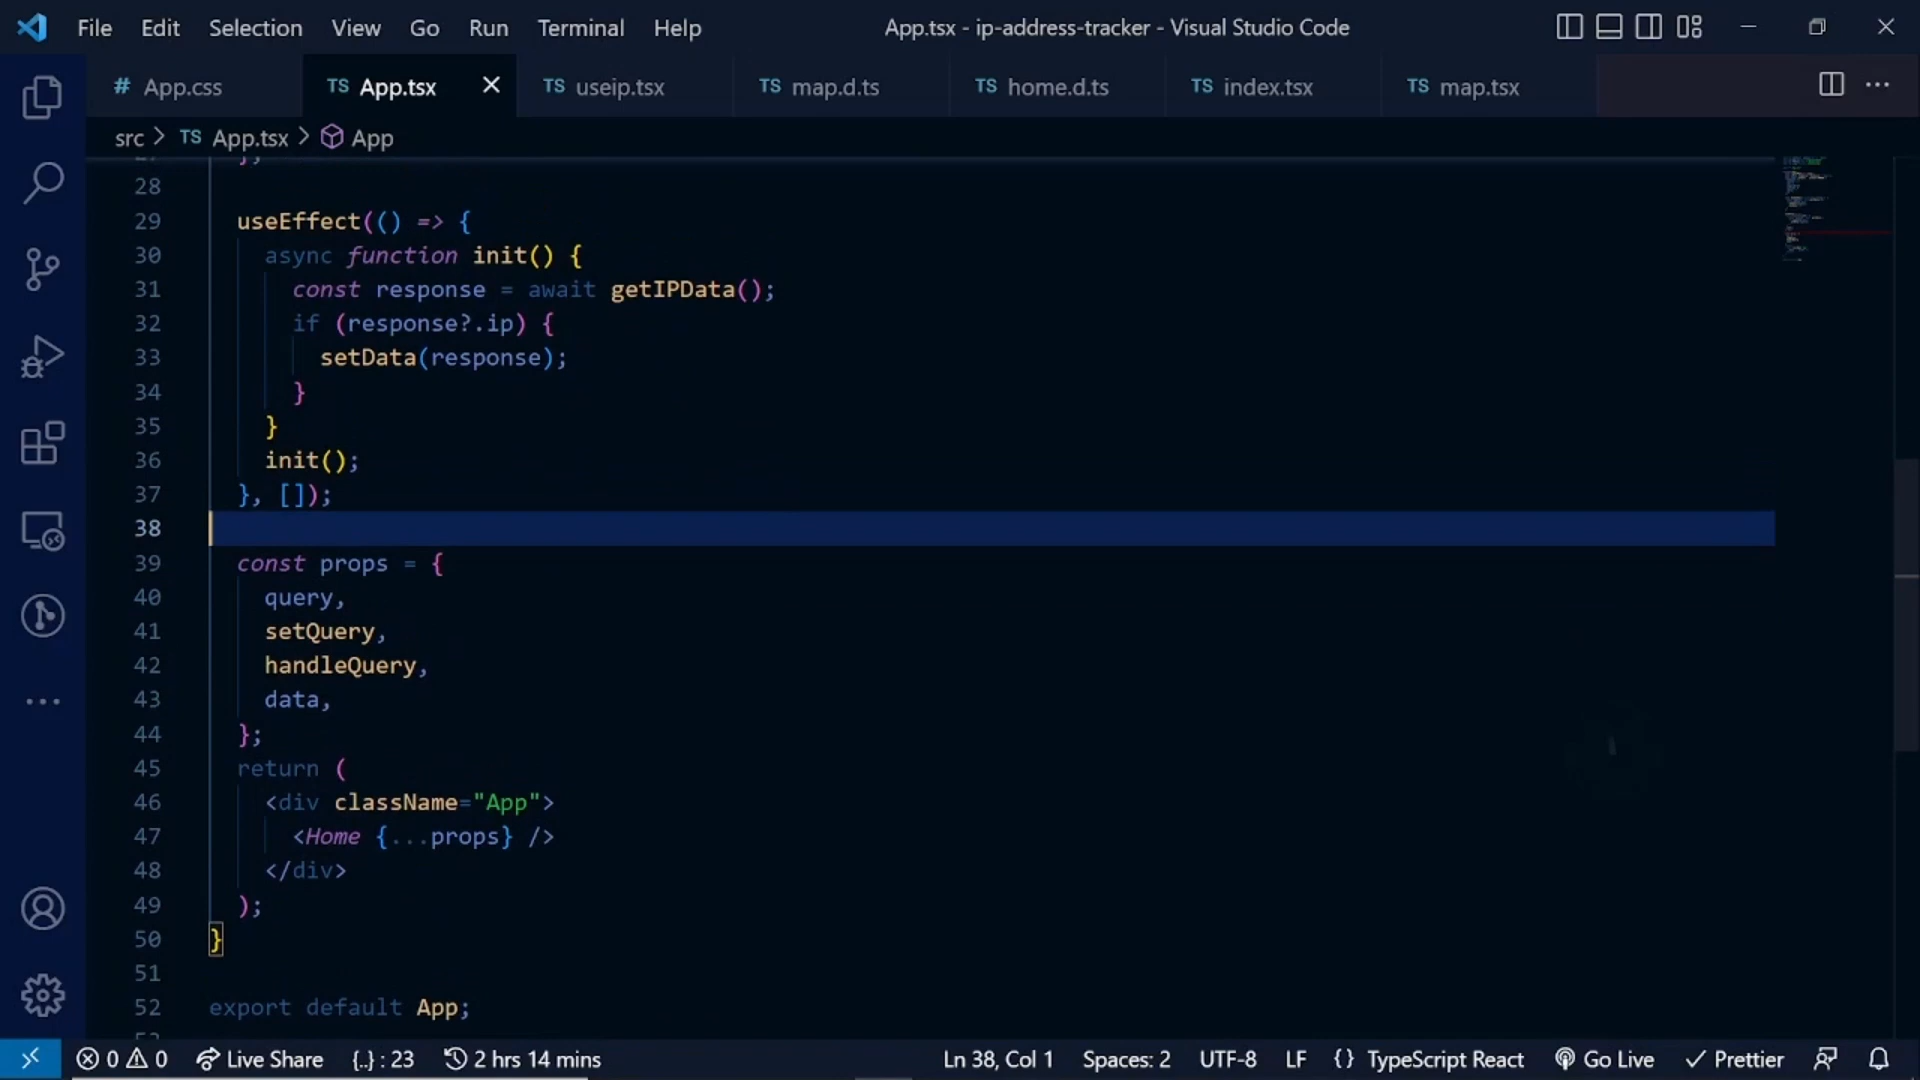 File Edit Selection View Go Run Terminal Help App.tsx - ip-address-tracker - Visual Studio Code
# App.css TS App.tsx TS useip.tsx TS map.d.ts TS home.d.ts TS index.tsx TS map.tsx
src > TS App.tsx > App
28
29 useEffect(() => {
30 async function init() {
31 const response = await getIPData();
32 if (response?.ip) {
33 setData(response);
34 }
35 }
36 init();
37 }, []);
38
39 const props = {
40 query,
41 setQuery,
42 handleQuery,
43 data,
44 };
45 return (
46 <div className="App">
47 <Home {...props} />
48 </div>
49 );
50 }
51
52 export default App;
0 0 Live Share {..} : 23 2 hrs 14 mins Ln 38, Col 1 Spaces: 2 UTF-8 LF {} TypeScript React Go Live Prettier